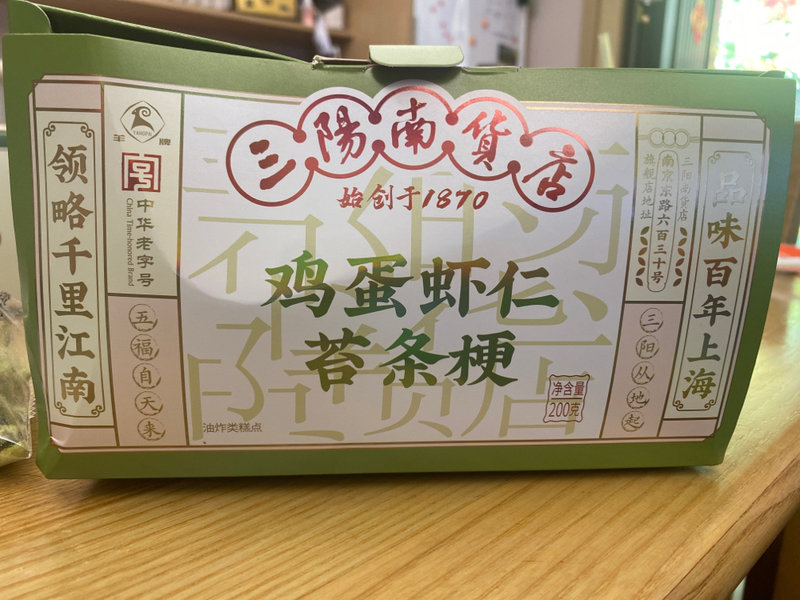 三陽南貨店
始创于1870
鸡蛋虾仁
苔条梗
净含量
200克
油炸类糕点
领略千里江南
YANGPAI
羊牌
中华老字号
China Time-honored Brand
五福自天来
三阳南货店
南京东路六百三十号
旗舰店地址
三阳从地起
品味百年上海